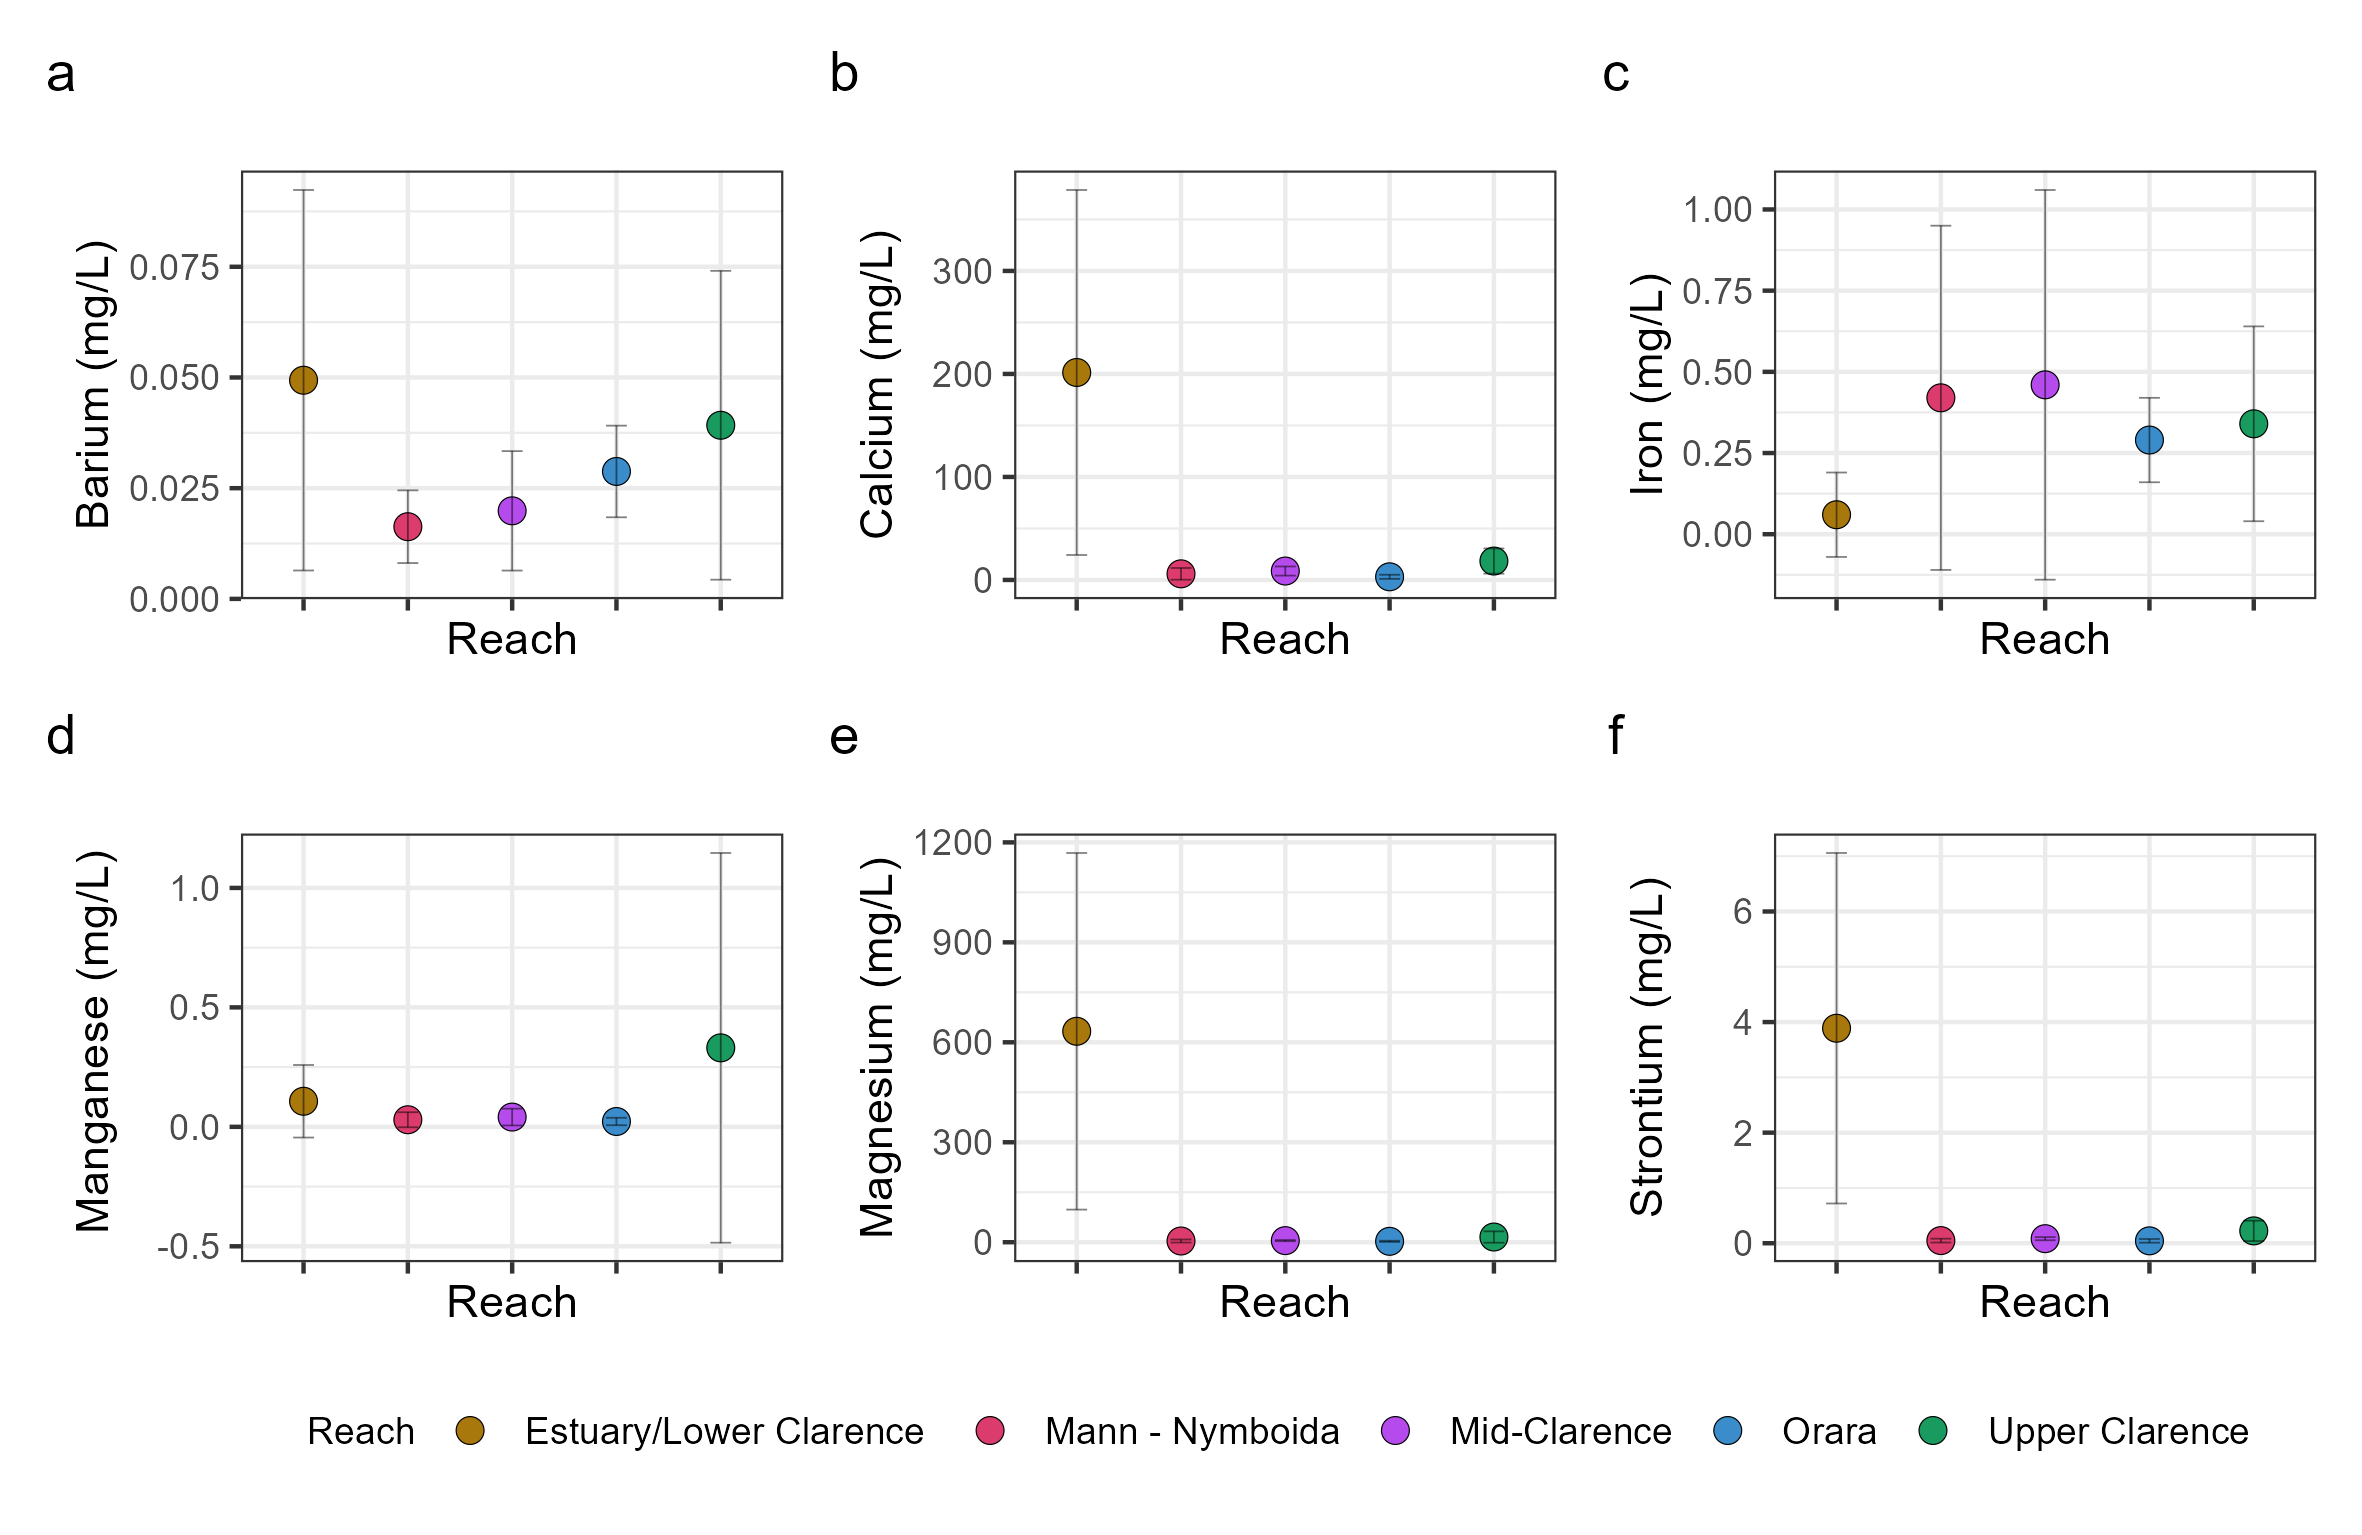 a
Barium (mg/L)
0.075
0.050
0.025
0.000
Reach
b
Calcium (mg/L)
300
200
100
0
Reach
c
Iron (mg/L)
1.00
0.75
0.50
0.25
0.00
Reach
d
Manganese (mg/L)
1.0
0.5
0.0
-0.5
Reach
e
Magnesium (mg/L)
1200
900
600
300
0
Reach
f
Strontium (mg/L)
6
4
2
0
Reach
Reach Estuary/Lower Clarence Mann - Nymboida Mid-Clarence Orara Upper Clarence